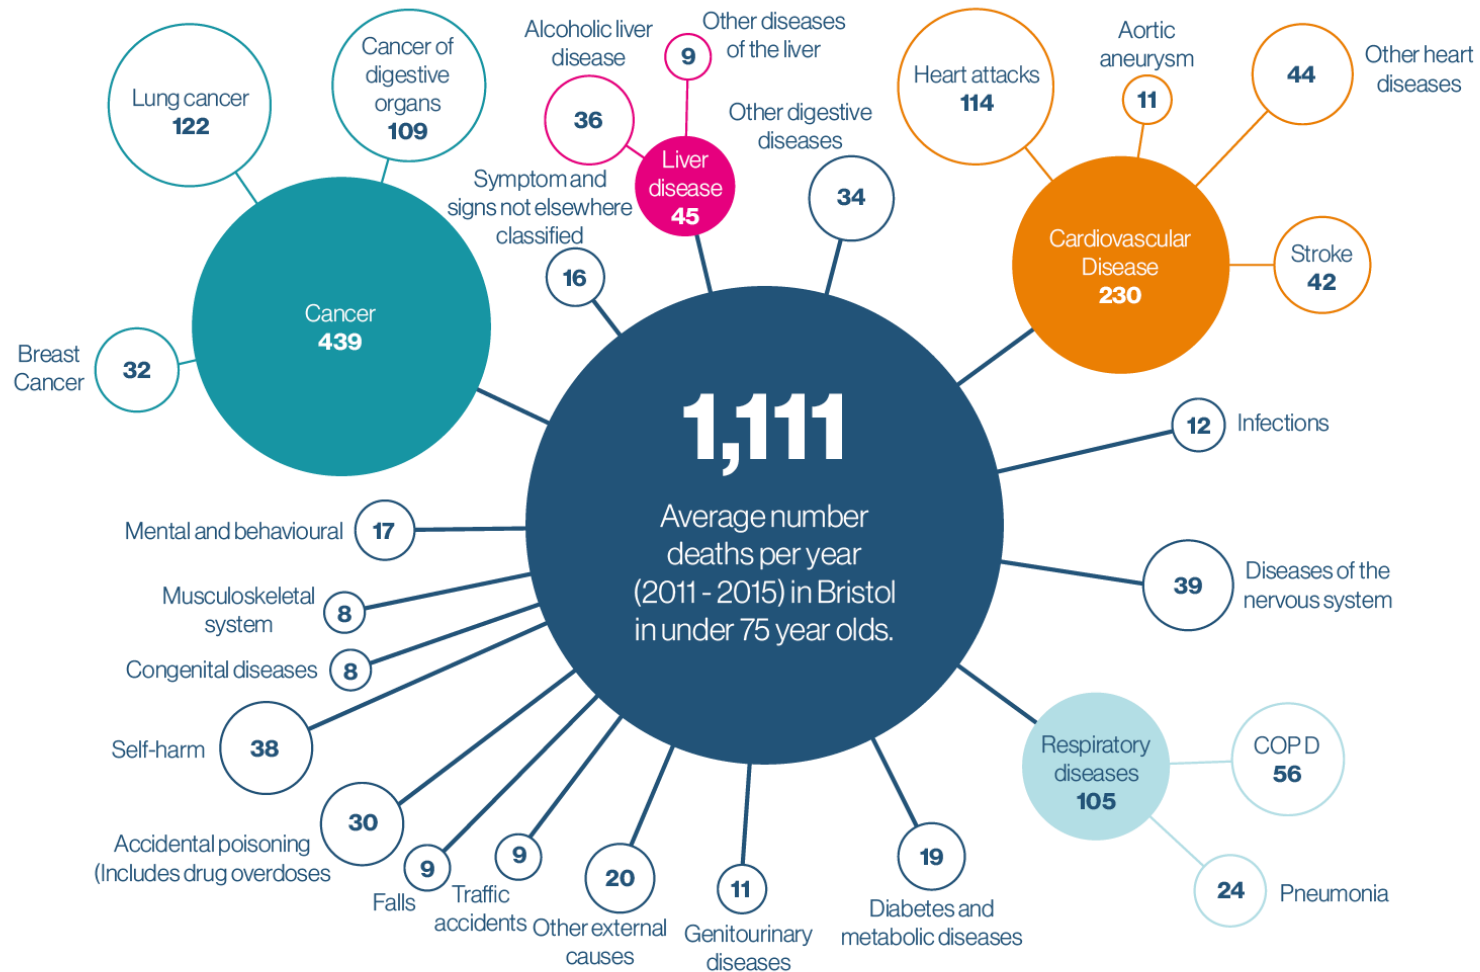 Lung cancer
122
Cancer of
digestive
organs
109
Alcoholic liver
disease
36
9
Other diseases
of the liver
Liver
disease
45
Other digestive
diseases
34
Heart attacks
114
Aortic
aneurysm
11
44
Other heart
diseases
Cardiovascular
Disease
230
Stroke
42
Symptom and
signs not elsewhere
classified
16
Cancer
439
Breast
Cancer
32
1,111
Average number
deaths per year
(2011 - 2015) in Bristol
in under 75 year olds.
12
Infections
39
Diseases of the
nervous system
Respiratory
diseases
105
COPD
56
24
Pneumonia
Mental and behavioural
17
Musculoskeletal
system
8
Congenital diseases
8
Self-harm
38
Accidental poisoning
(Includes drug overdoses
30
Falls
9
Traffic
accidents
9
20
Other external
causes
11
Genitourinary
diseases
19
Diabetes and
metabolic diseases